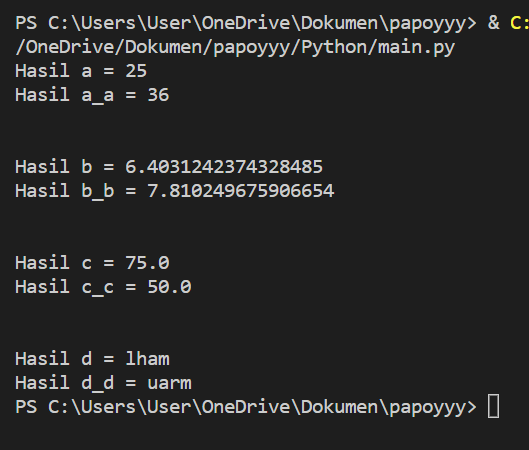 PS C:\Users\User\OneDrive\Dokumen\papoyyy> & C:
/OneDrive/Dokumen/papoyyy/Python/main.py
Hasil a = 25
Hasil a_a = 36
Hasil b = 6.4031242374328485
Hasil b_b = 7.810249675906654
Hasil c = 75.0
Hasil c_c = 50.0
Hasil d = lham
Hasil d_d = uarm
PS C:\Users\User\OneDrive\Dokumen\papoyyy>